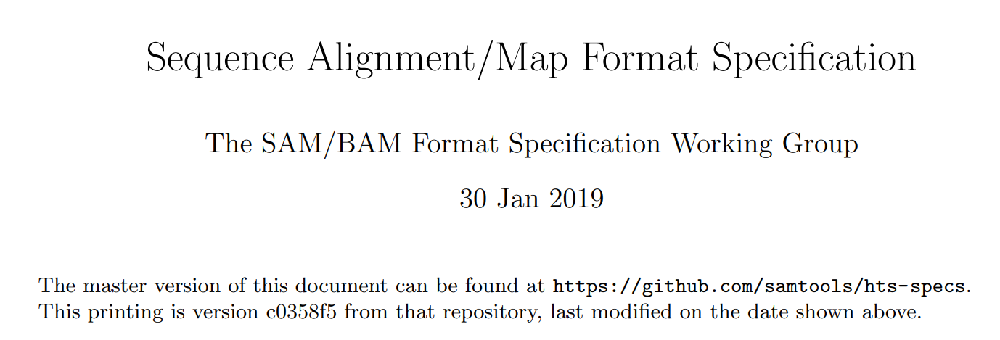 Sequence Alignment/Map Format Specification
The SAM/BAM Format Specification Working Group
30 Jan 2019
The master version of this document can be found at https://github.com/samtools/hts-specs.
This printing is version c0358f5 from that repository, last modified on the date shown above.